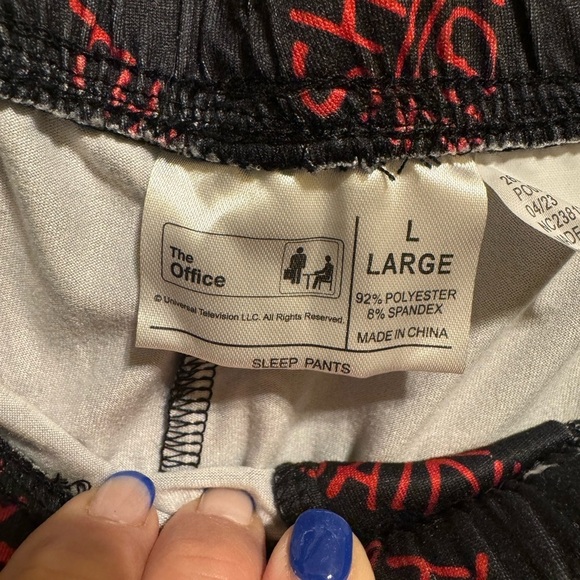 The
Office
© Universal Television LLC. All Rights Reserved.
L
LARGE
92% POLYESTER
8% SPANDEX
MADE IN CHINA
SLEEP PANTS
04/23